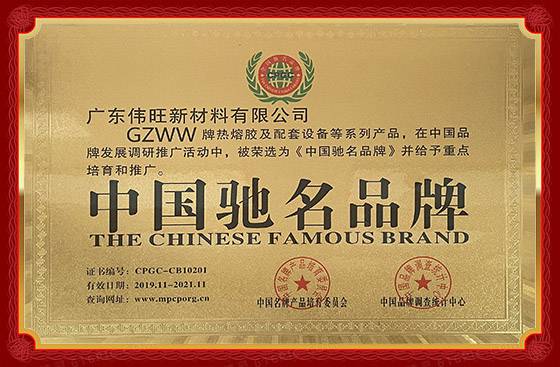 CPGC
广东伟旺新材料有限公司
GZWW 牌热熔胶及配套设备等系列产品，在中国品
牌发展调研推广活动中，被荣选为《中国驰名品牌》并给予重点
培育和推广。
中国驰名品牌
THE CHINESE FAMOUS BRAND
证书编号：CPGC-CB10201
有效日期：2019.11-2021.11
查询网址：www.mpcporg.cn
中国名牌产品培育委员会
中国品牌调查统计中心